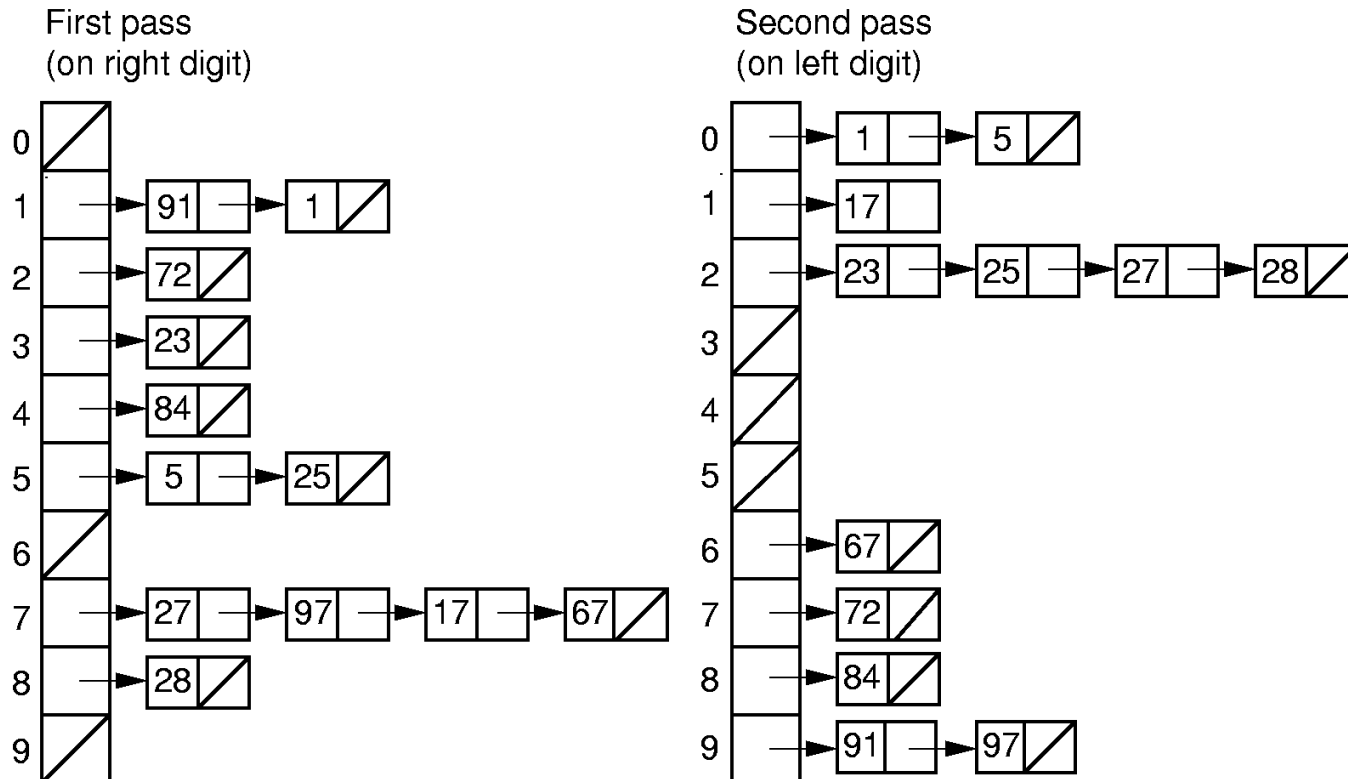 First pass
(on right digit)
0
1 91 1
2 72
3 23
4 84
5 5 25
6
7 27 97 17 67
8 28
9
Second pass
(on left digit)
0 1 5
1 17
2 23 25 27 28
3
4
5
6 67
7 72
8 84
9 91 97